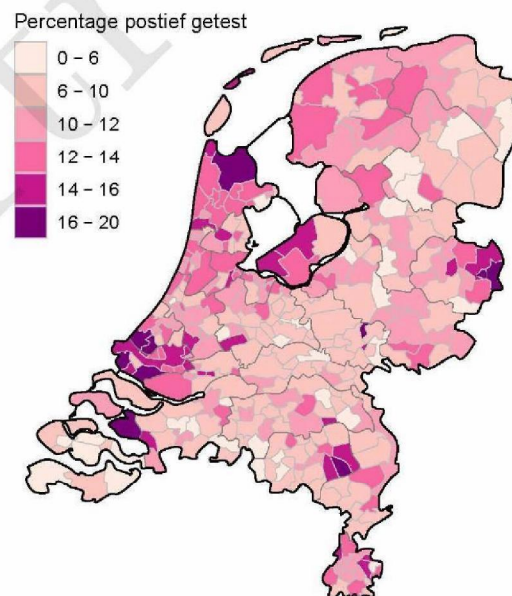 Percentage postief getest
0 – 6
6 – 10
10 – 12
12 – 14
14 – 16
16 – 20